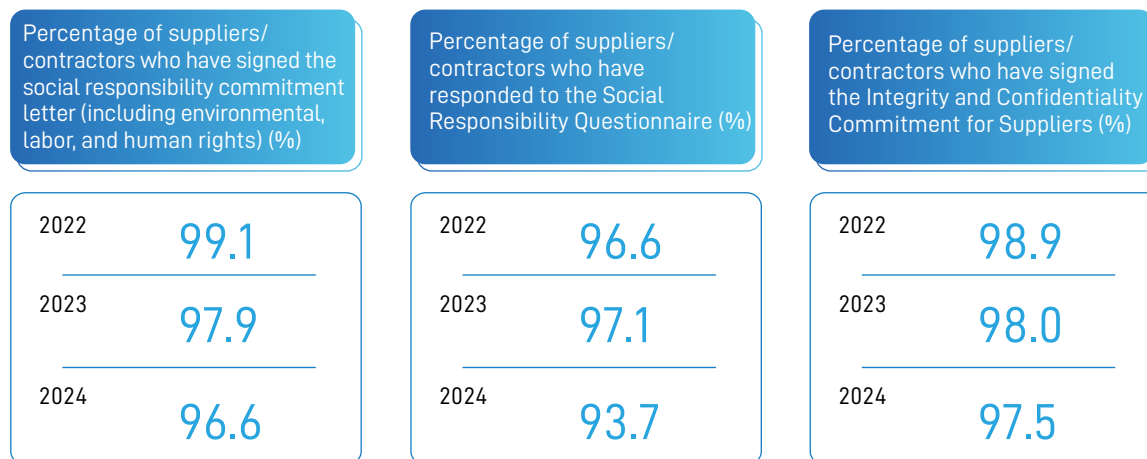 Percentage of suppliers/
contractors who have signed the
social responsibility commitment
letter (including environmental,
labor, and human rights) (%)
2022
99.1
2023
97.9
2024
96.6
Percentage of suppliers/
contractors who have
responded to the Social
Responsibility Questionnaire (%)
2022
96.6
2023
97.1
2024
93.7
Percentage of suppliers/
contractors who have signed
the Integrity and Confidentiality
Commitment for Suppliers (%)
2022
98.9
2023
98.0
2024
97.5